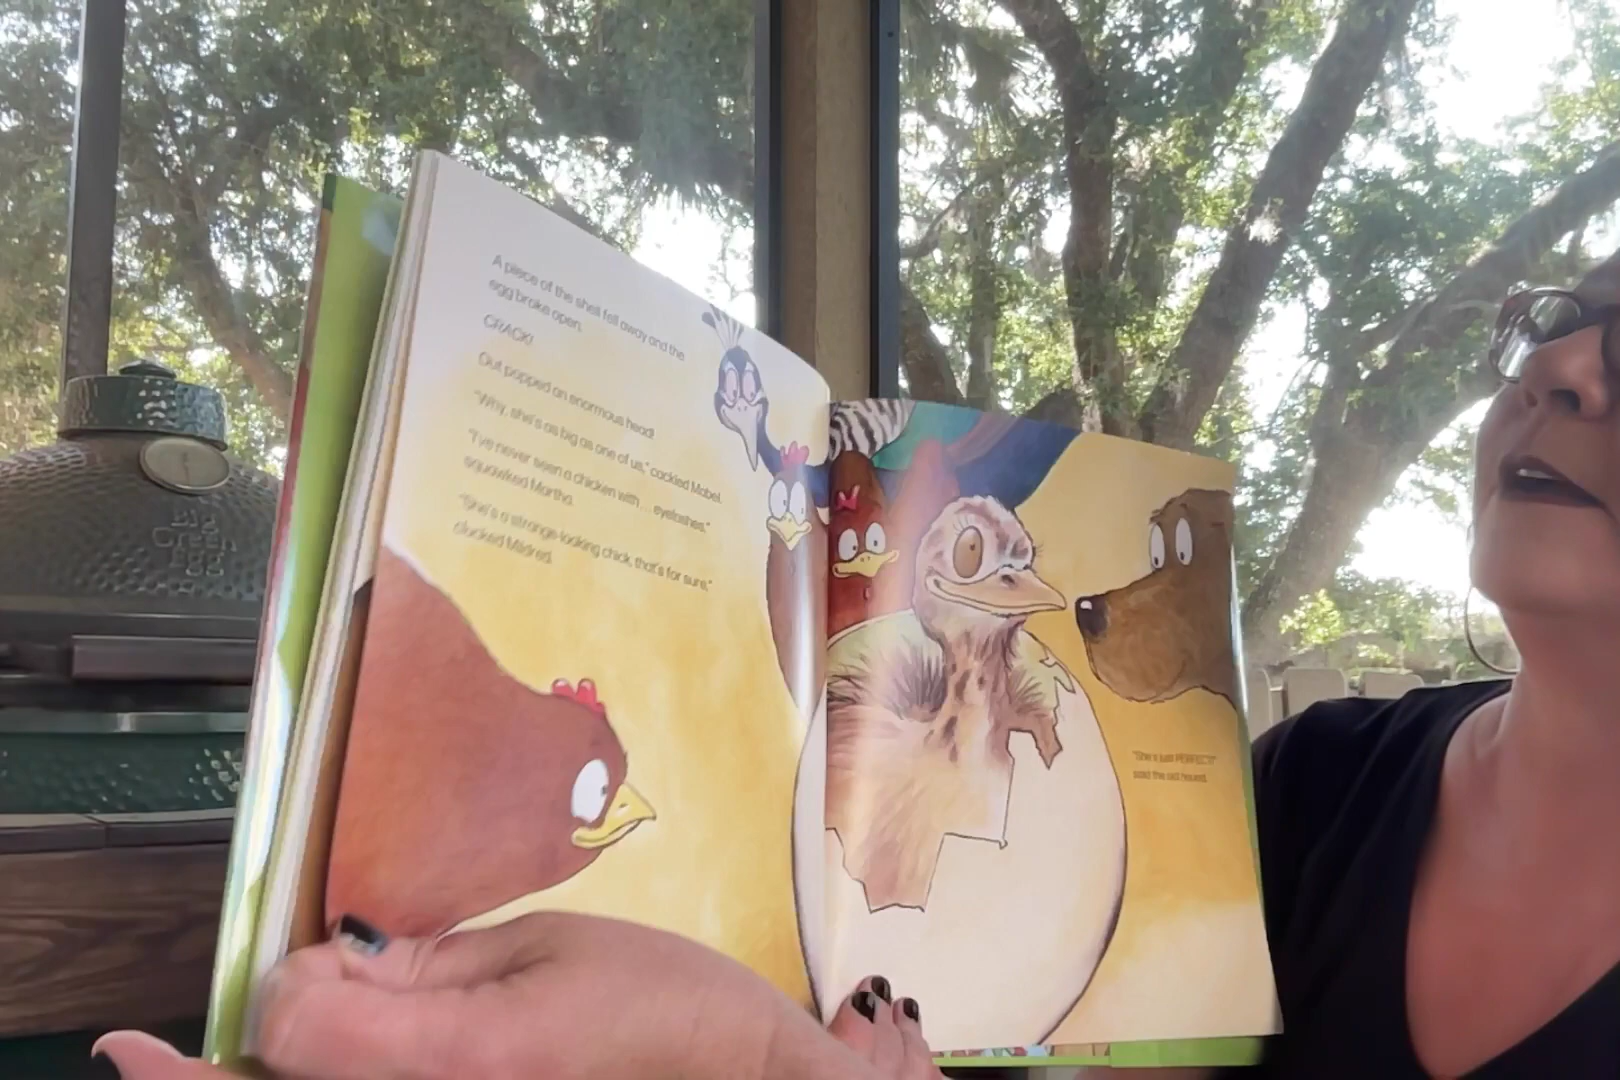 A piece of the shell fell away and the
egg broke open.
CRACK!
Out popped an enormous head!
"Why, she's as big as one of us," cackled Mabel.
"I've never seen a chicken with . . . eyelashes,"
squawked Martha.
"She's a strange-looking chick, that's for sure,"
clucked Mildred.
"She's just PERFECT!"
said the old hound.
Big
Green
Egg